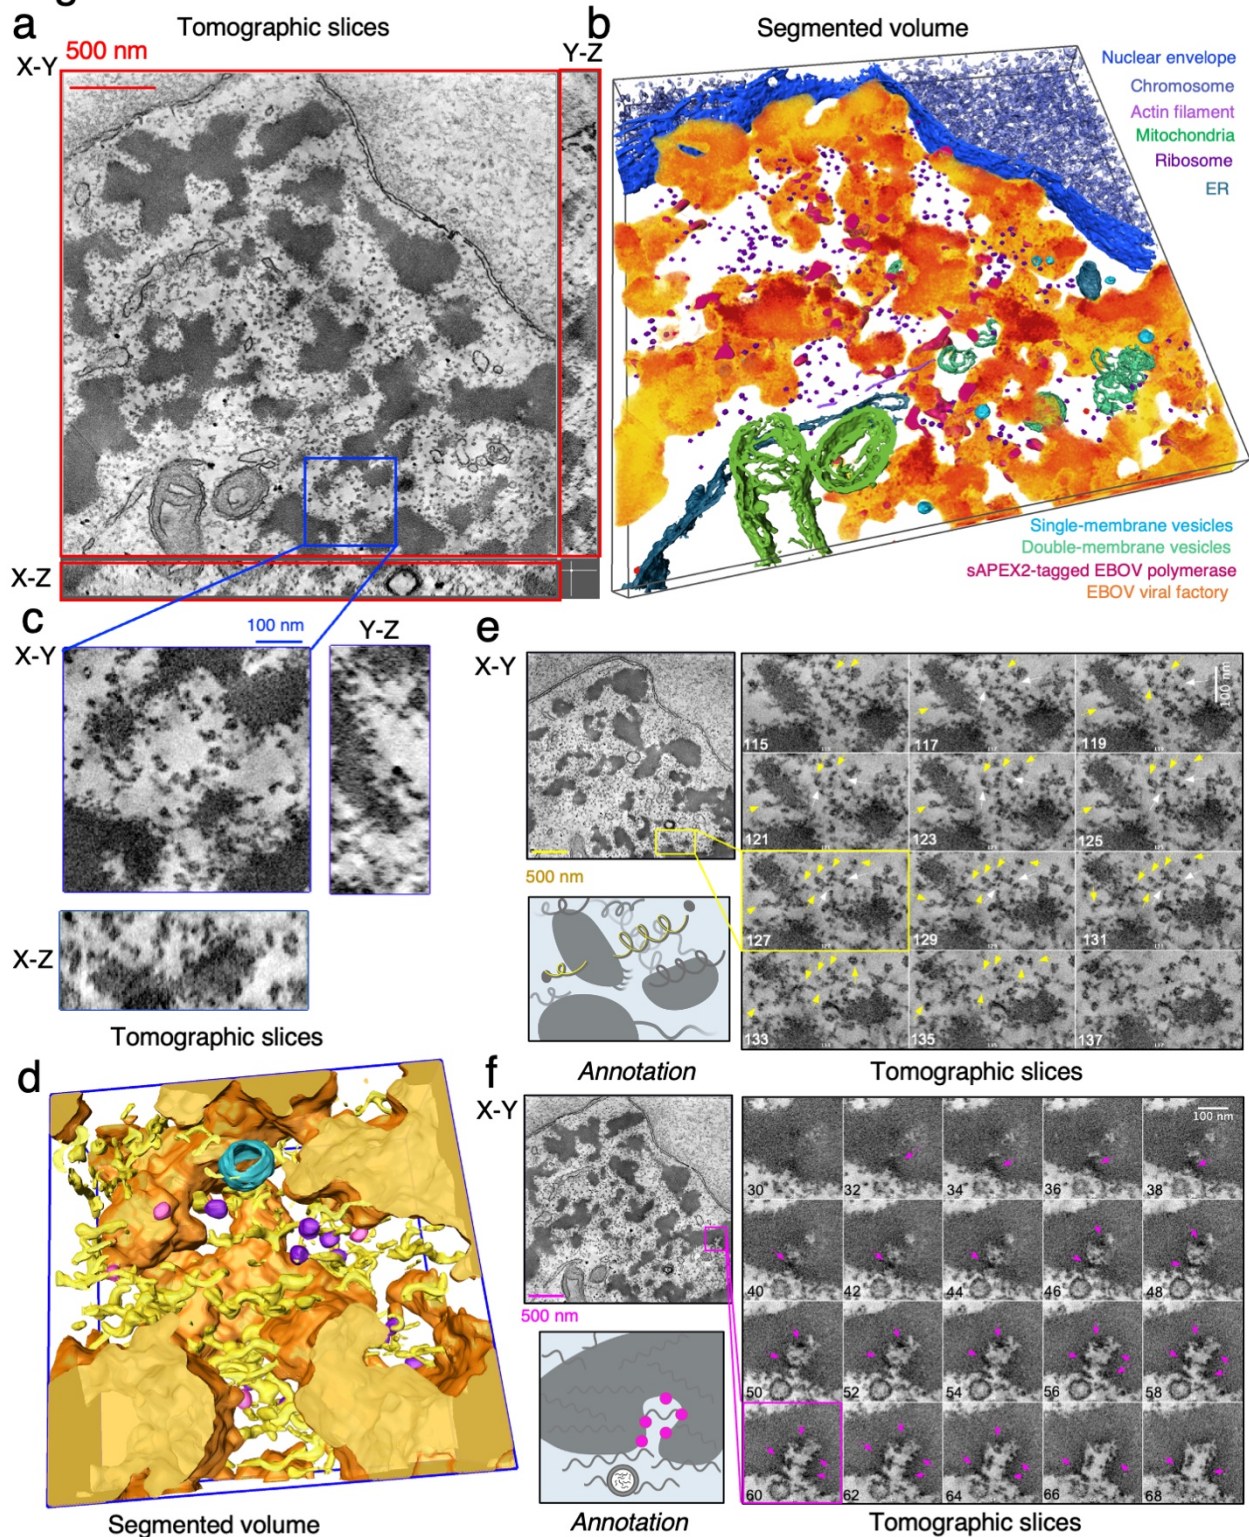 a
Tomographic slices
X-Y
500 nm
Y-Z
X-Z
b
Segmented volume
Nuclear envelope
Chromosome
Actin filament
Mitochondria
Ribosome
ER
Single-membrane vesicles
Double-membrane vesicles
sAPEX2-tagged EBOV polymerase
EBOV viral factory
c
100 nm
X-Y
Y-Z
X-Z
Tomographic slices
d
Segmented volume
e
X-Y
500 nm
Annotation
100 nm
115 117 119
121 123 125
127 129 131
133 135 137
Tomographic slices
f
X-Y
500 nm
Annotation
100 nm
30 32 34 36 38
40 42 44 46 48
50 52 54 56 58
60 62 64 66 68
Tomographic slices